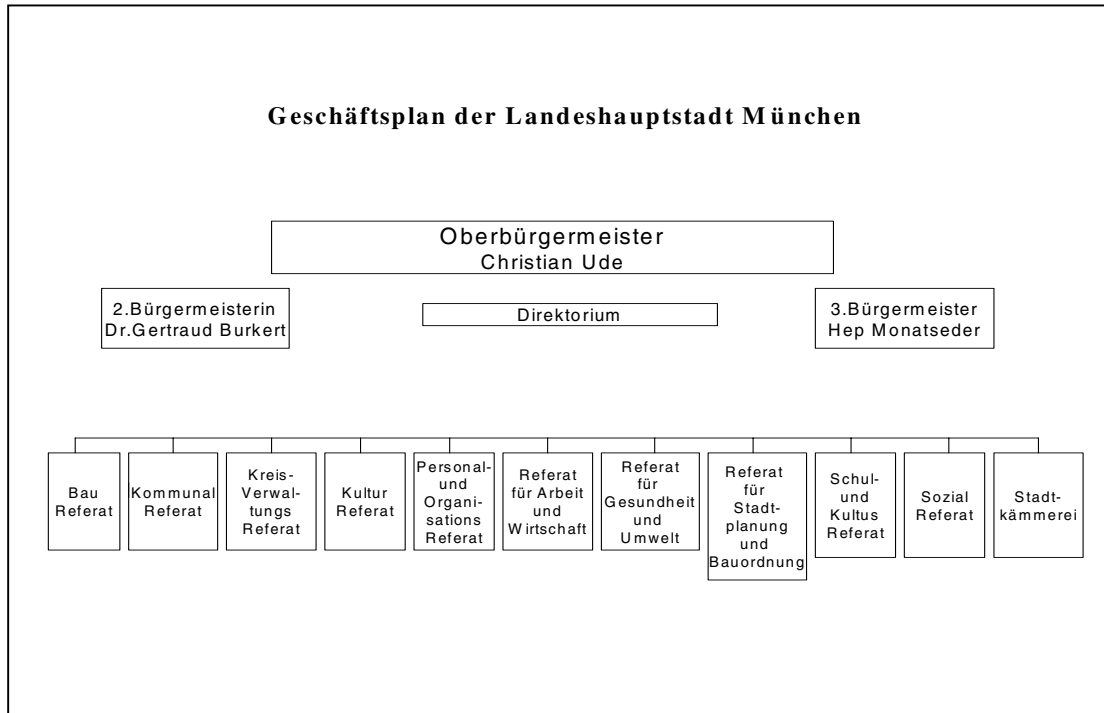 Geschäftsplan der Landeshauptstadt München
Oberbürgermeister
Christian Ude
2.Bürgermeisterin
Dr.Gertraud Burkert
Direktorium
3.Bürgermeister
Hep Monatseder
Bau
Referat
Kommunal
Referat
Kreis-
Verwal-
tungs
Referat
Kultur
Referat
Personal-
und
Organi-
sations
Referat
Referat
für Arbeit
und
Wirtschaft
Referat
für
Gesundheit
und
Umwelt
Referat
für
Stadt-
planung
und
Bauordnung
Schul-
und
Kultus
Referat
Sozial
Referat
Stadt-
kämmerei